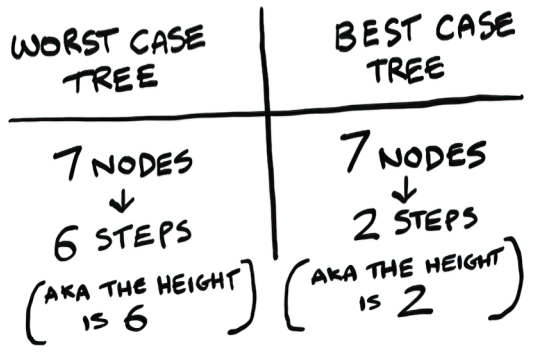 WORST CASE
TREE
7 NODES
↓
6 STEPS
(AKA THE HEIGHT
IS 6)
BEST CASE
TREE
7 NODES
↓
2 STEPS
(AKA THE HEIGHT
IS 2)